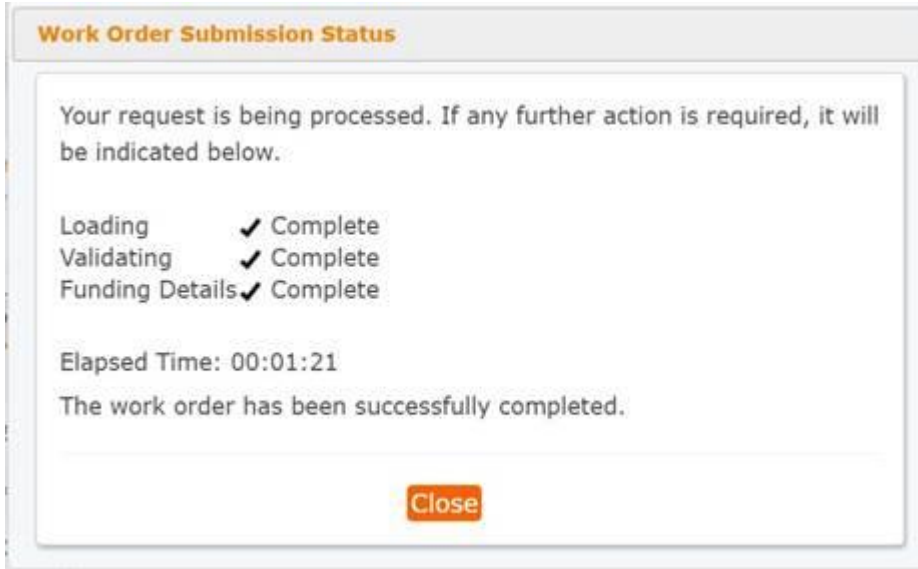 Work Order Submission Status
Your request is being processed. If any further action is required, it will
be indicated below.
Loading ✔ Complete
Validating ✔ Complete
Funding Details ✔ Complete
Elapsed Time: 00:01:21
The work order has been successfully completed.
Close